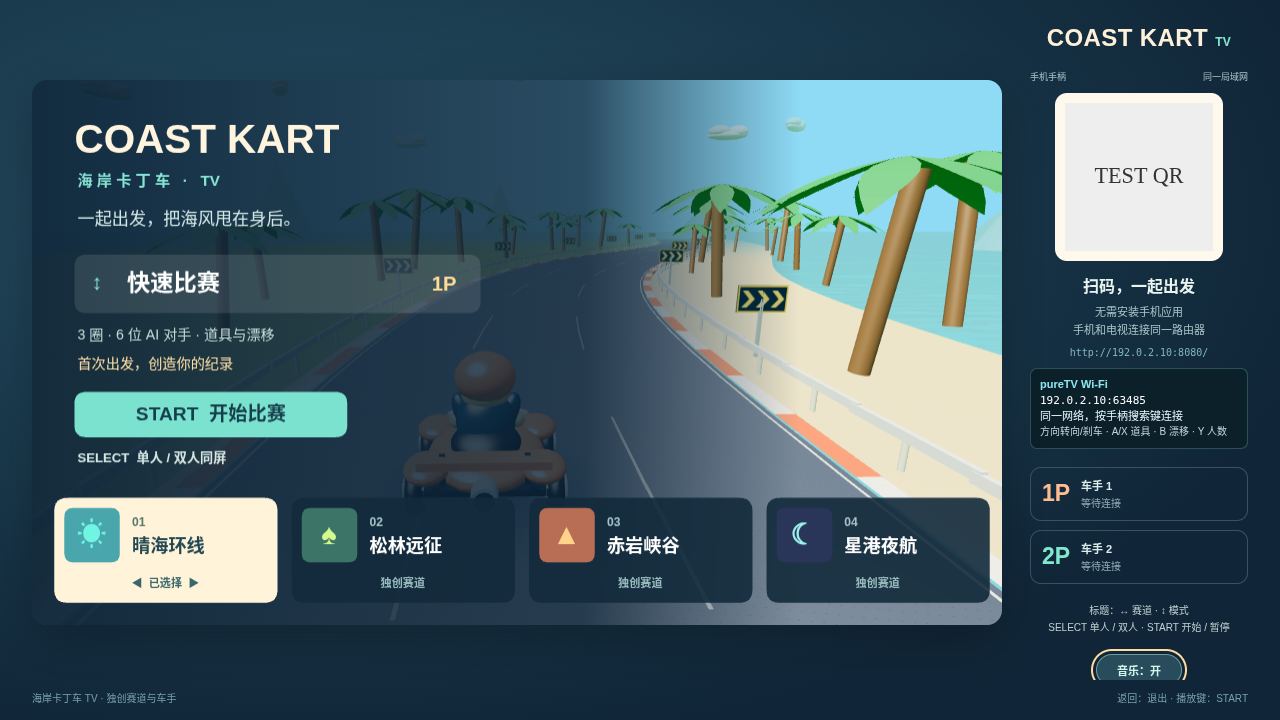 COAST KART
海岸卡丁车 · TV
一起出发，把海风甩在身后。
↕ 快速比赛 1P
3 圈 · 6 位 AI 对手 · 道具与漂移
首次出发，创造你的纪录
START 开始比赛
SELECT 单人 / 双人同屏
01
晴海环线
◀ 已选择 ▶
02
松林远征
独创赛道
03
赤岩峡谷
独创赛道
04
星港夜航
独创赛道
COAST KART TV
手机手柄 同一局域网
TEST QR
扫码，一起出发
无需安装手机应用
手机和电视连接同一路由器
http://192.0.2.10:8080/
pureTV Wi-Fi
192.0.2.10:63485
同一网络，按手柄搜索键连接
方向转向/刹车 · A/X 道具 · B 漂移 · Y 人数
1P 车手 1
等待连接
2P 车手 2
等待连接
标题：↔ 赛道 · ↕ 模式
SELECT 单人 / 双人 · START 开始 / 暂停
音乐：开
海岸卡丁车 TV · 独创赛道与车手
返回：退出 · 播放键：START